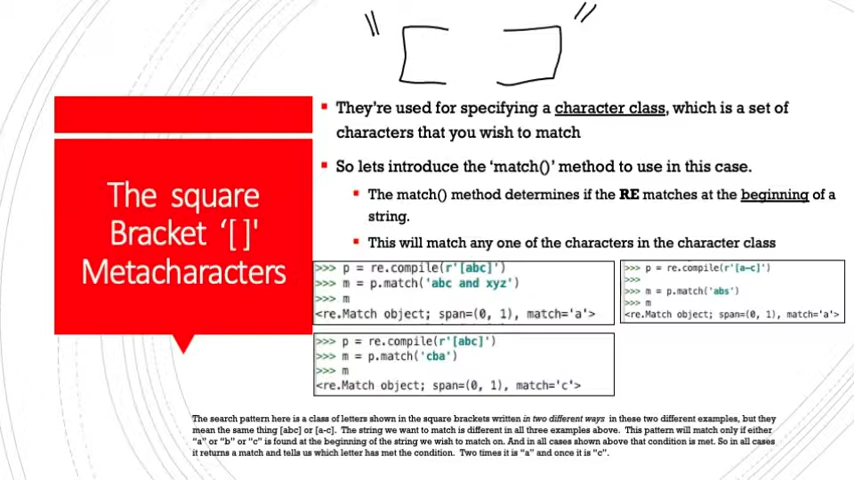 The square
Bracket ‘[ ]'
Metacharacters
" [ ] "
They're used for specifying a character class, which is a set of
characters that you wish to match
So lets introduce the ‘match()’ method to use in this case.
The match() method determines if the RE matches at the beginning of a
string.
This will match any one of the characters in the character class
>>> p = re.compile(r'[abc]')
>>> m = p.match('abc and xyz')
>>> m
<re.Match object; span=(0, 1), match='a'>
>>> p = re.compile(r'[a-c]')
>>>
>>> m = p.match('abs')
>>> m
<re.Match object; span=(0, 1), match='a'>
>>> p = re.compile(r'[abc]')
>>> m = p.match('cba')
>>> m
<re.Match object; span=(0, 1), match='c'>
The search pattern here is a class of letters shown in the square brackets written in two different ways in these two different examples, but they
mean the same thing [abc] or [a-c]. The string we want to match is different in all three examples above. This pattern will match only if either
“a” or “b” or “c” is found at the beginning of the string we wish to match on. And in all cases shown above that condition is met. So in all cases
it returns a match and tells us which letter has met the condition. Two times it is “a” and once it is “c”.